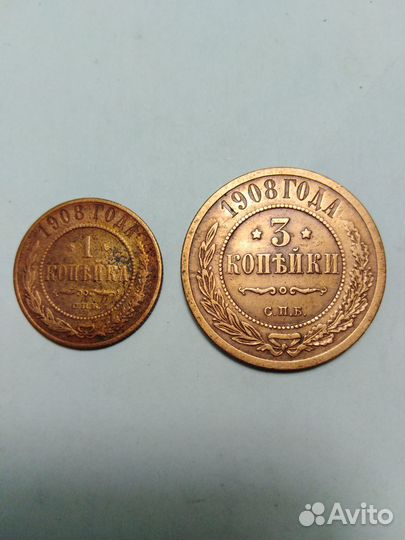 1908 ГОДА
1
КОПѢЙКА
С.П.Б.
1908 ГОДА
3
КОПѢЙКИ
С.П.Б.
Avito